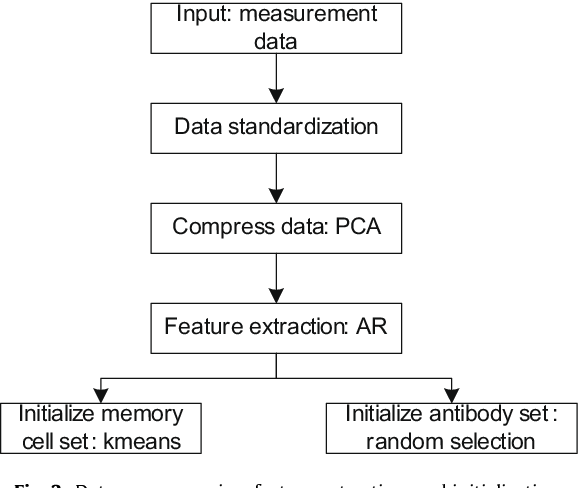 Input: measurement
data
Data standardization
Compress data: PCA
Feature extraction: AR
Initialize memory
cell set: kmeans
Initialize antibody set:
random selection